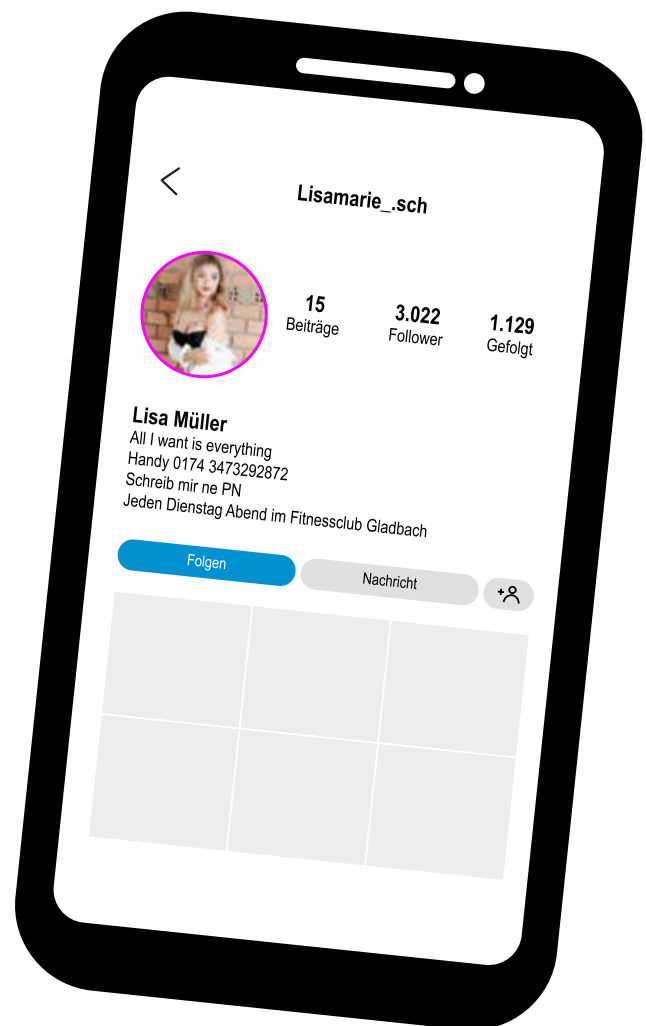 Lisamarie_.sch
15
Beiträge
3.022
Follower
1.129
Gefolgt
Lisa Müller
All I want is everything
Handy 0174 3473292872
Schreib mir ne PN
Jeden Dienstag Abend im Fitnessclub Gladbach
Folgen
Nachricht